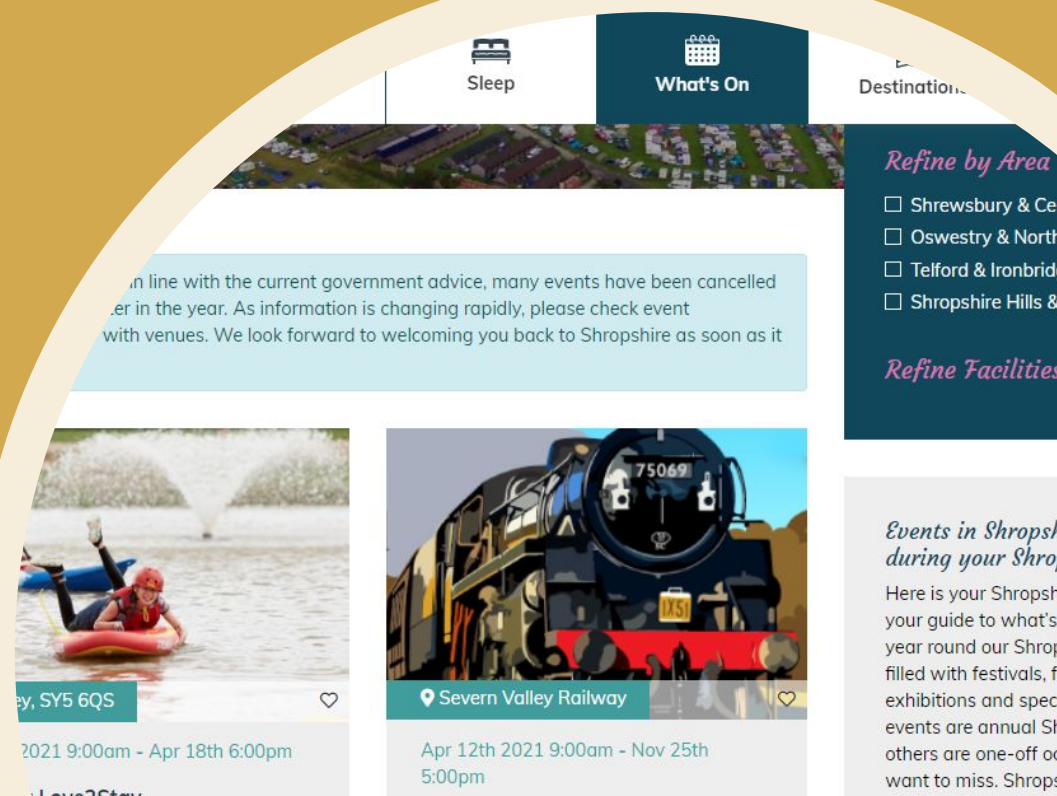 Sleep
What's On
Destinations
Refine by Area
Shrewsbury & Ce
Oswestry & North
Telford & Ironbrid
Shropshire Hills &
Refine Facilities
in line with the current government advice, many events have been cancelled
er in the year. As information is changing rapidly, please check event
with venues. We look forward to welcoming you back to Shropshire as soon as it
75069
1X51
ey, SY5 6QS
Severn Valley Railway
2021 9:00am - Apr 18th 6:00pm
Apr 12th 2021 9:00am - Nov 25th
5:00pm
Love2Stay
Events in Shropsh
during your Shrop
Here is your Shropsh
your guide to what's
year round our Shrop
filled with festivals, f
exhibitions and spec
events are annual Sh
others are one-off oc
want to miss. Shrops